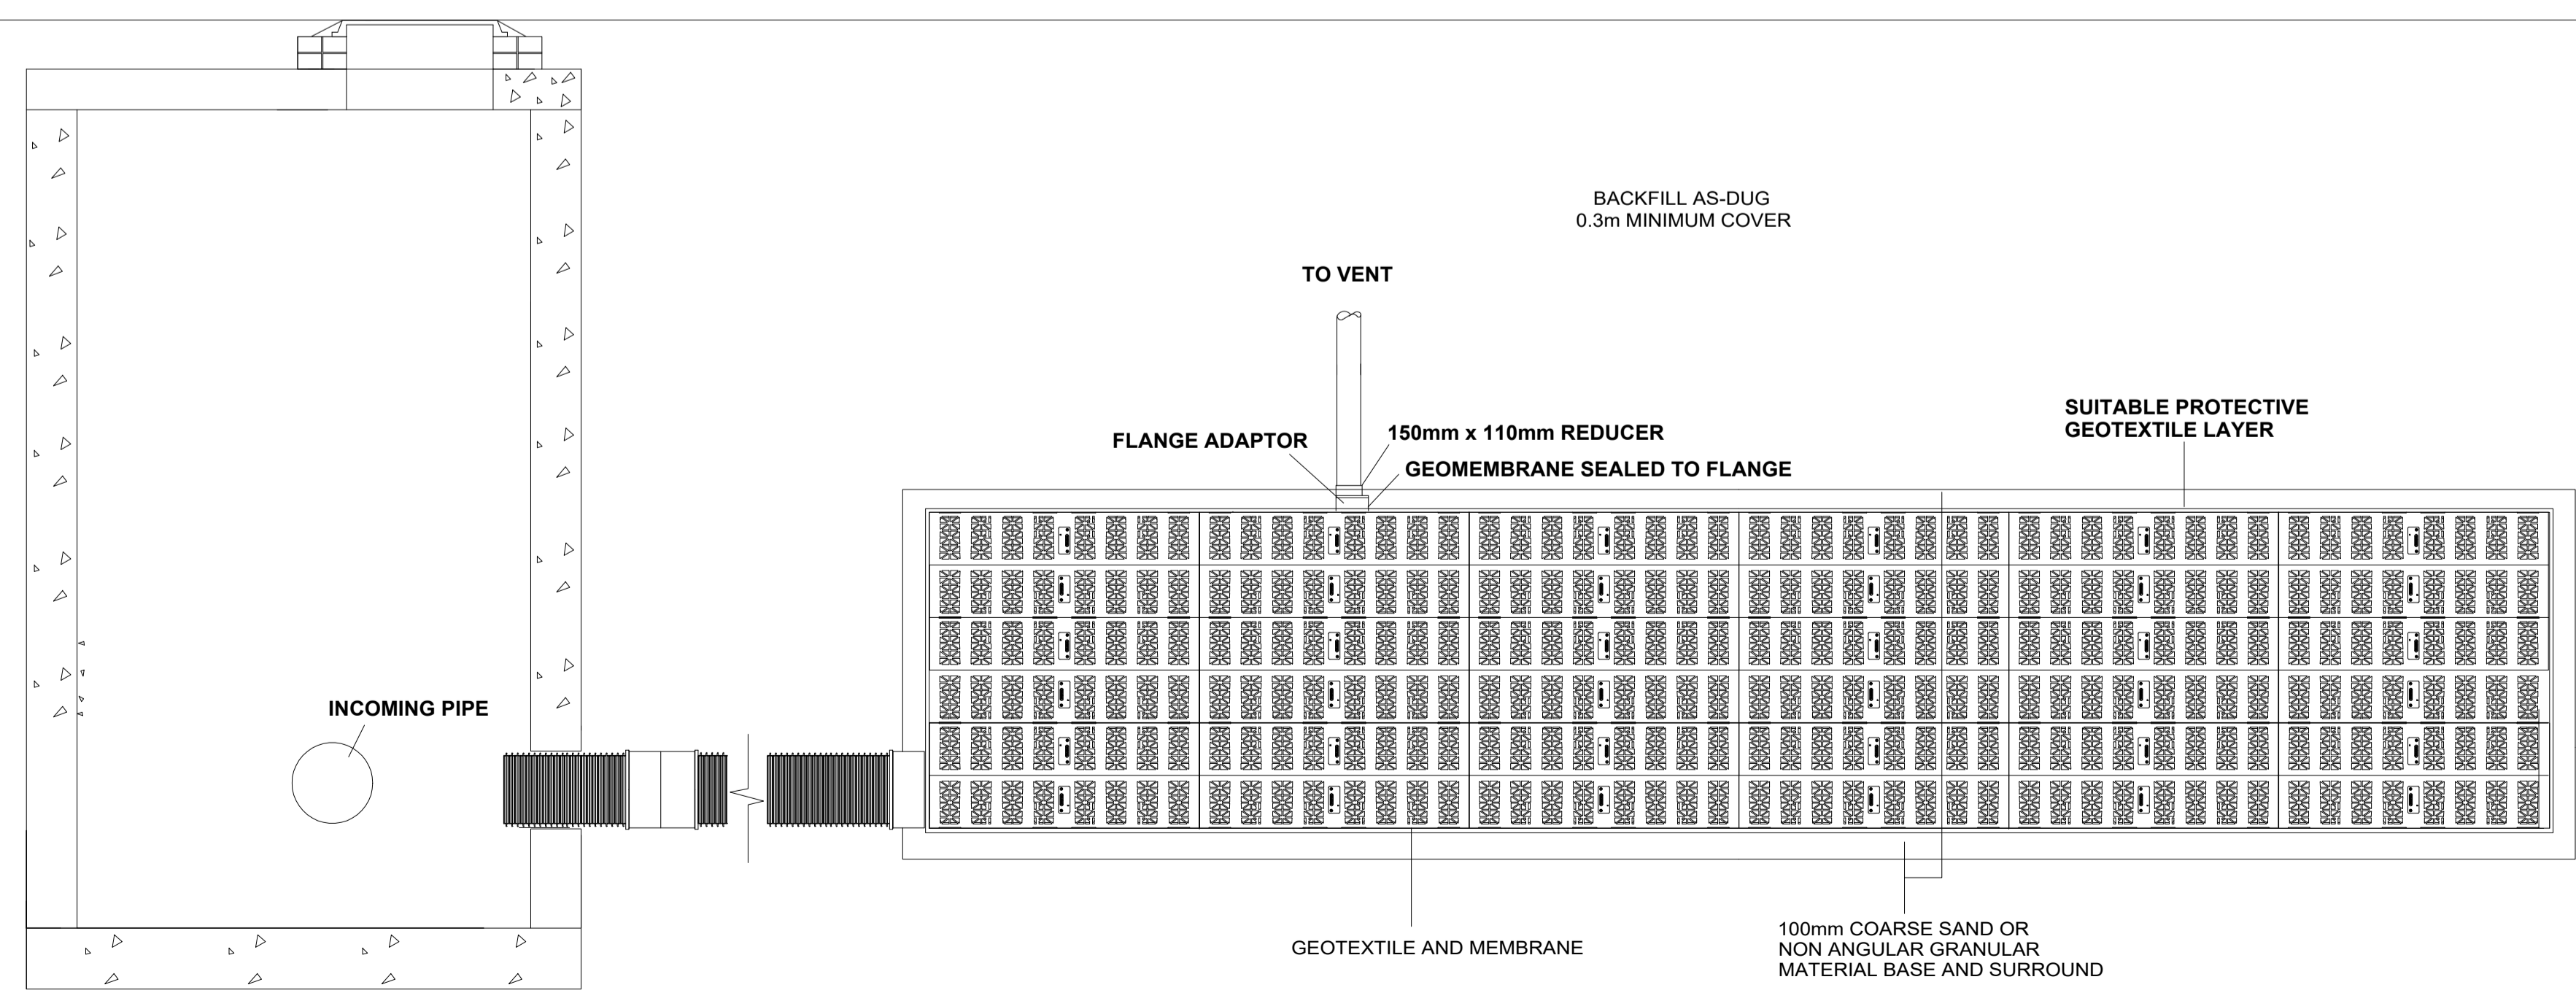 BACKFILL AS-DUG
0.3m MINIMUM COVER
TO VENT
FLANGE ADAPTOR
150mm x 110mm REDUCER
GEOMEMBRANE SEALED TO FLANGE
SUITABLE PROTECTIVE
GEOTEXTILE LAYER
INCOMING PIPE
GEOTEXTILE AND MEMBRANE
100mm COARSE SAND OR
NON ANGULAR GRANULAR
MATERIAL BASE AND SURROUND